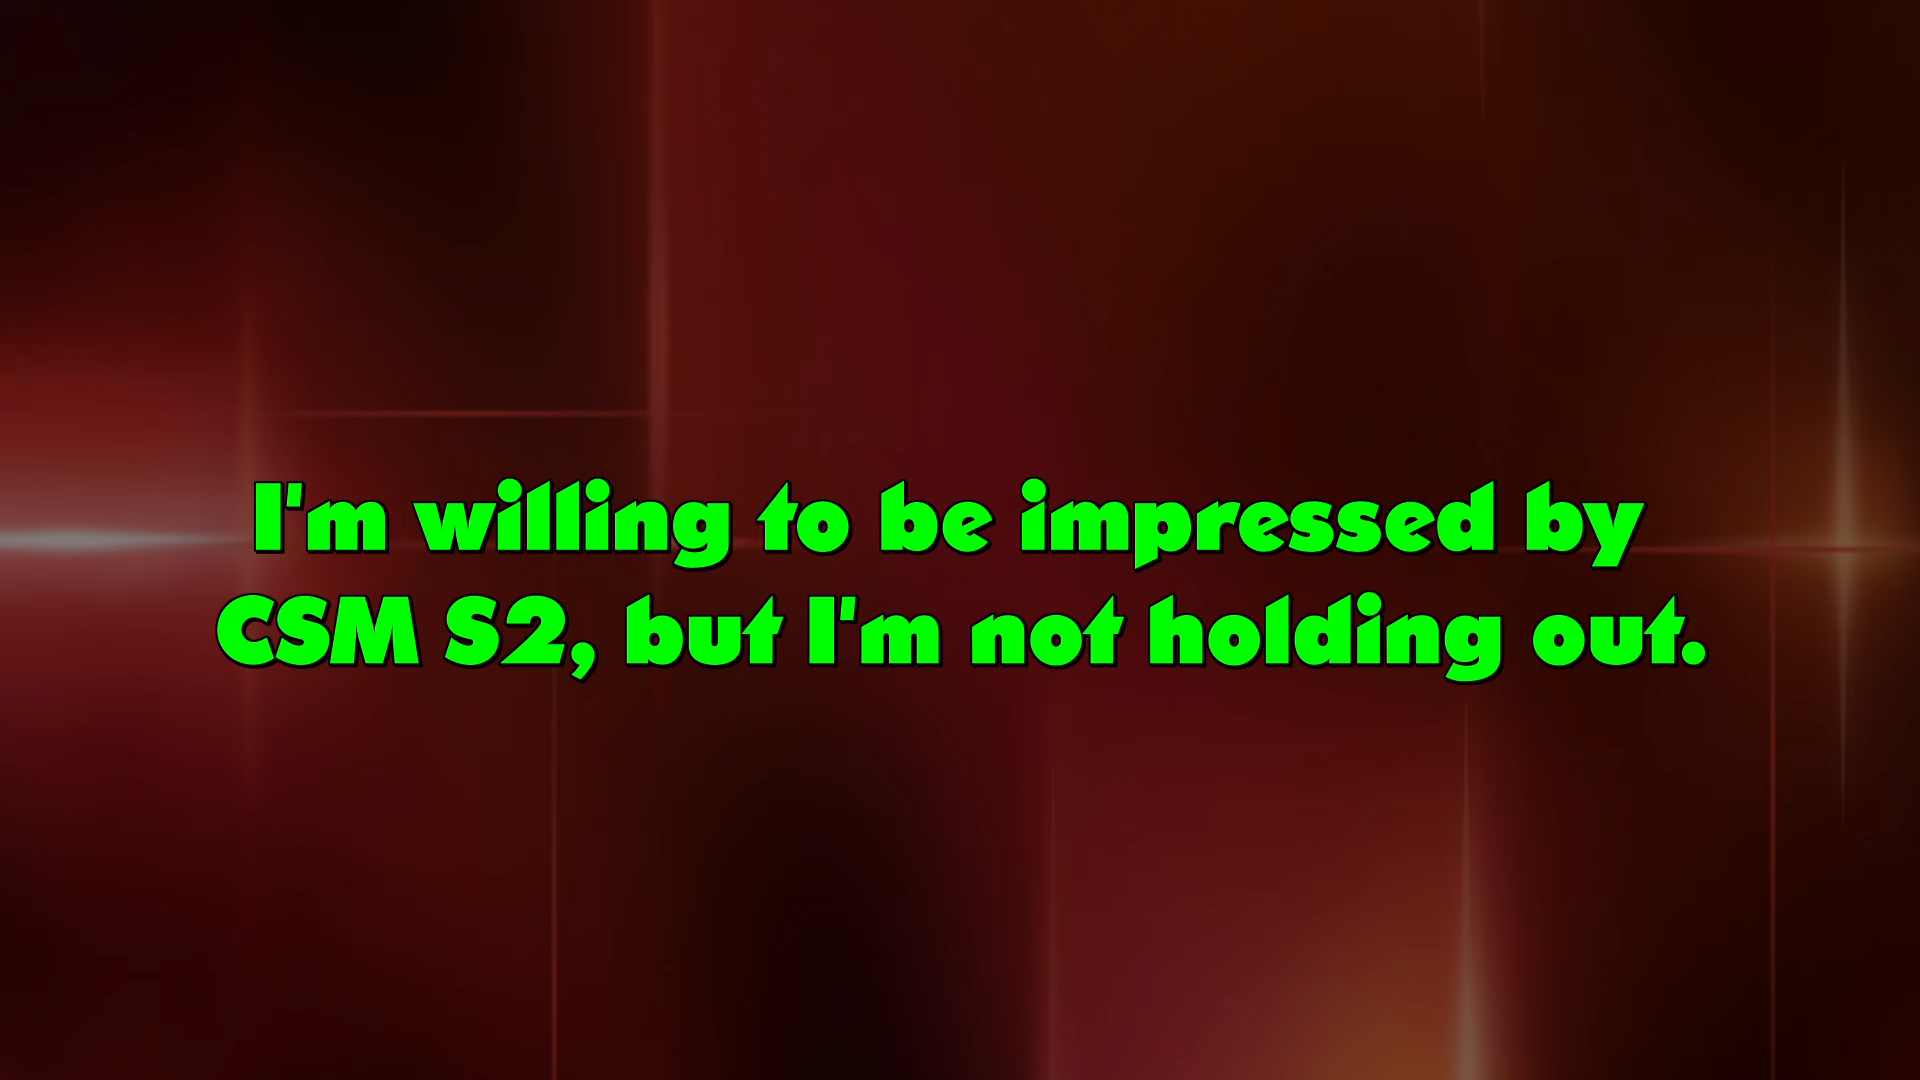 I'm willing to be impressed by
CSM S2, but I'm not holding out.